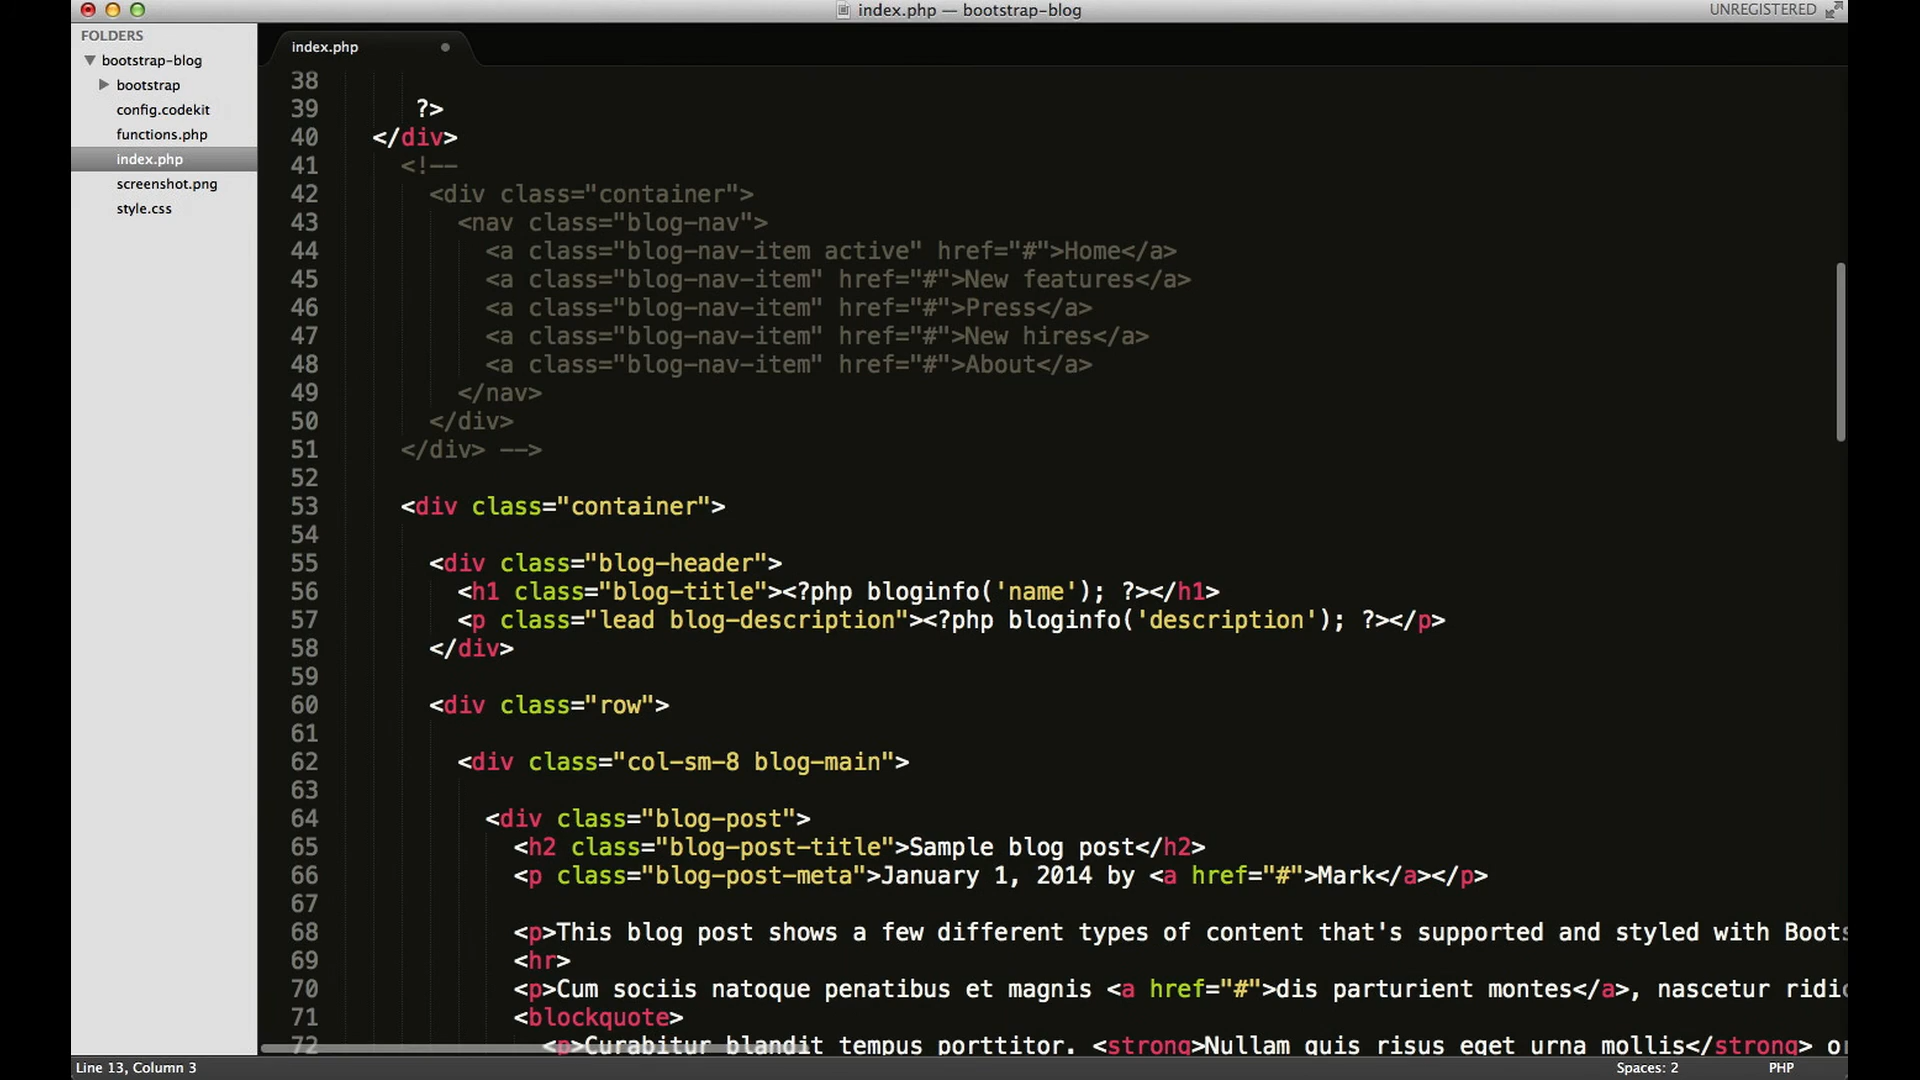 index.php — bootstrap-blog
UNREGISTERED
FOLDERS
bootstrap-blog
bootstrap
config.codekit
functions.php
index.php
screenshot.png
style.css
index.php
38
39 ?>
40 </div>
41 <!--
42 <div class="container">
43 <nav class="blog-nav">
44 <a class="blog-nav-item active" href="#">Home</a>
45 <a class="blog-nav-item" href="#">New features</a>
46 <a class="blog-nav-item" href="#">Press</a>
47 <a class="blog-nav-item" href="#">New hires</a>
48 <a class="blog-nav-item" href="#">About</a>
49 </nav>
50 </div>
51 </div> -->
52
53 <div class="container">
54
55 <div class="blog-header">
56 <h1 class="blog-title"><?php bloginfo('name'); ?></h1>
57 <p class="lead blog-description"><?php bloginfo('description'); ?></p>
58 </div>
59
60 <div class="row">
61
62 <div class="col-sm-8 blog-main">
63
64 <div class="blog-post">
65 <h2 class="blog-post-title">Sample blog post</h2>
66 <p class="blog-post-meta">January 1, 2014 by <a href="#">Mark</a></p>
67
68 <p>This blog post shows a few different types of content that's supported and styled with Boots
69 <hr>
70 <p>Cum sociis natoque penatibus et magnis <a href="#">dis parturient montes</a>, nascetur ridic
71 <blockquote>
72 <p>Curabitur blandit tempus porttitor. <strong>Nullam quis risus eget urna mollis</strong> o
Line 13, Column 3
Spaces: 2
PHP